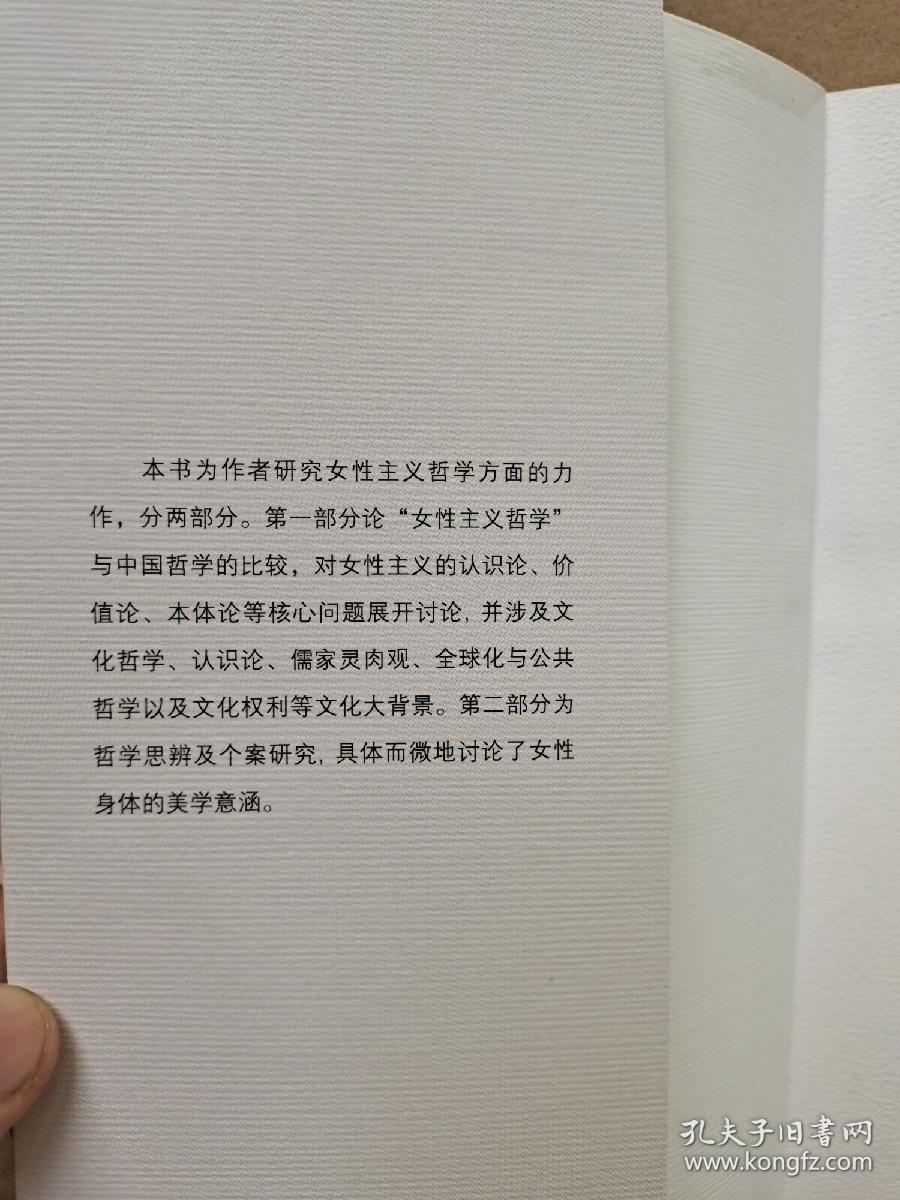 本书为作者研究女性主义哲学方面的力
作，分两部分。第一部分论“女性主义哲学”
与中国哲学的比较，对女性主义的认识论、价
值论、本体论等核心问题展开讨论，并涉及文
化哲学、认识论、儒家灵肉观、全球化与公共
哲学以及文化权利等文化大背景。第二部分为
哲学思辨及个案研究，具体而微地讨论了女性
身体的美学意涵。
孔夫子旧書网
www.kongfz.com